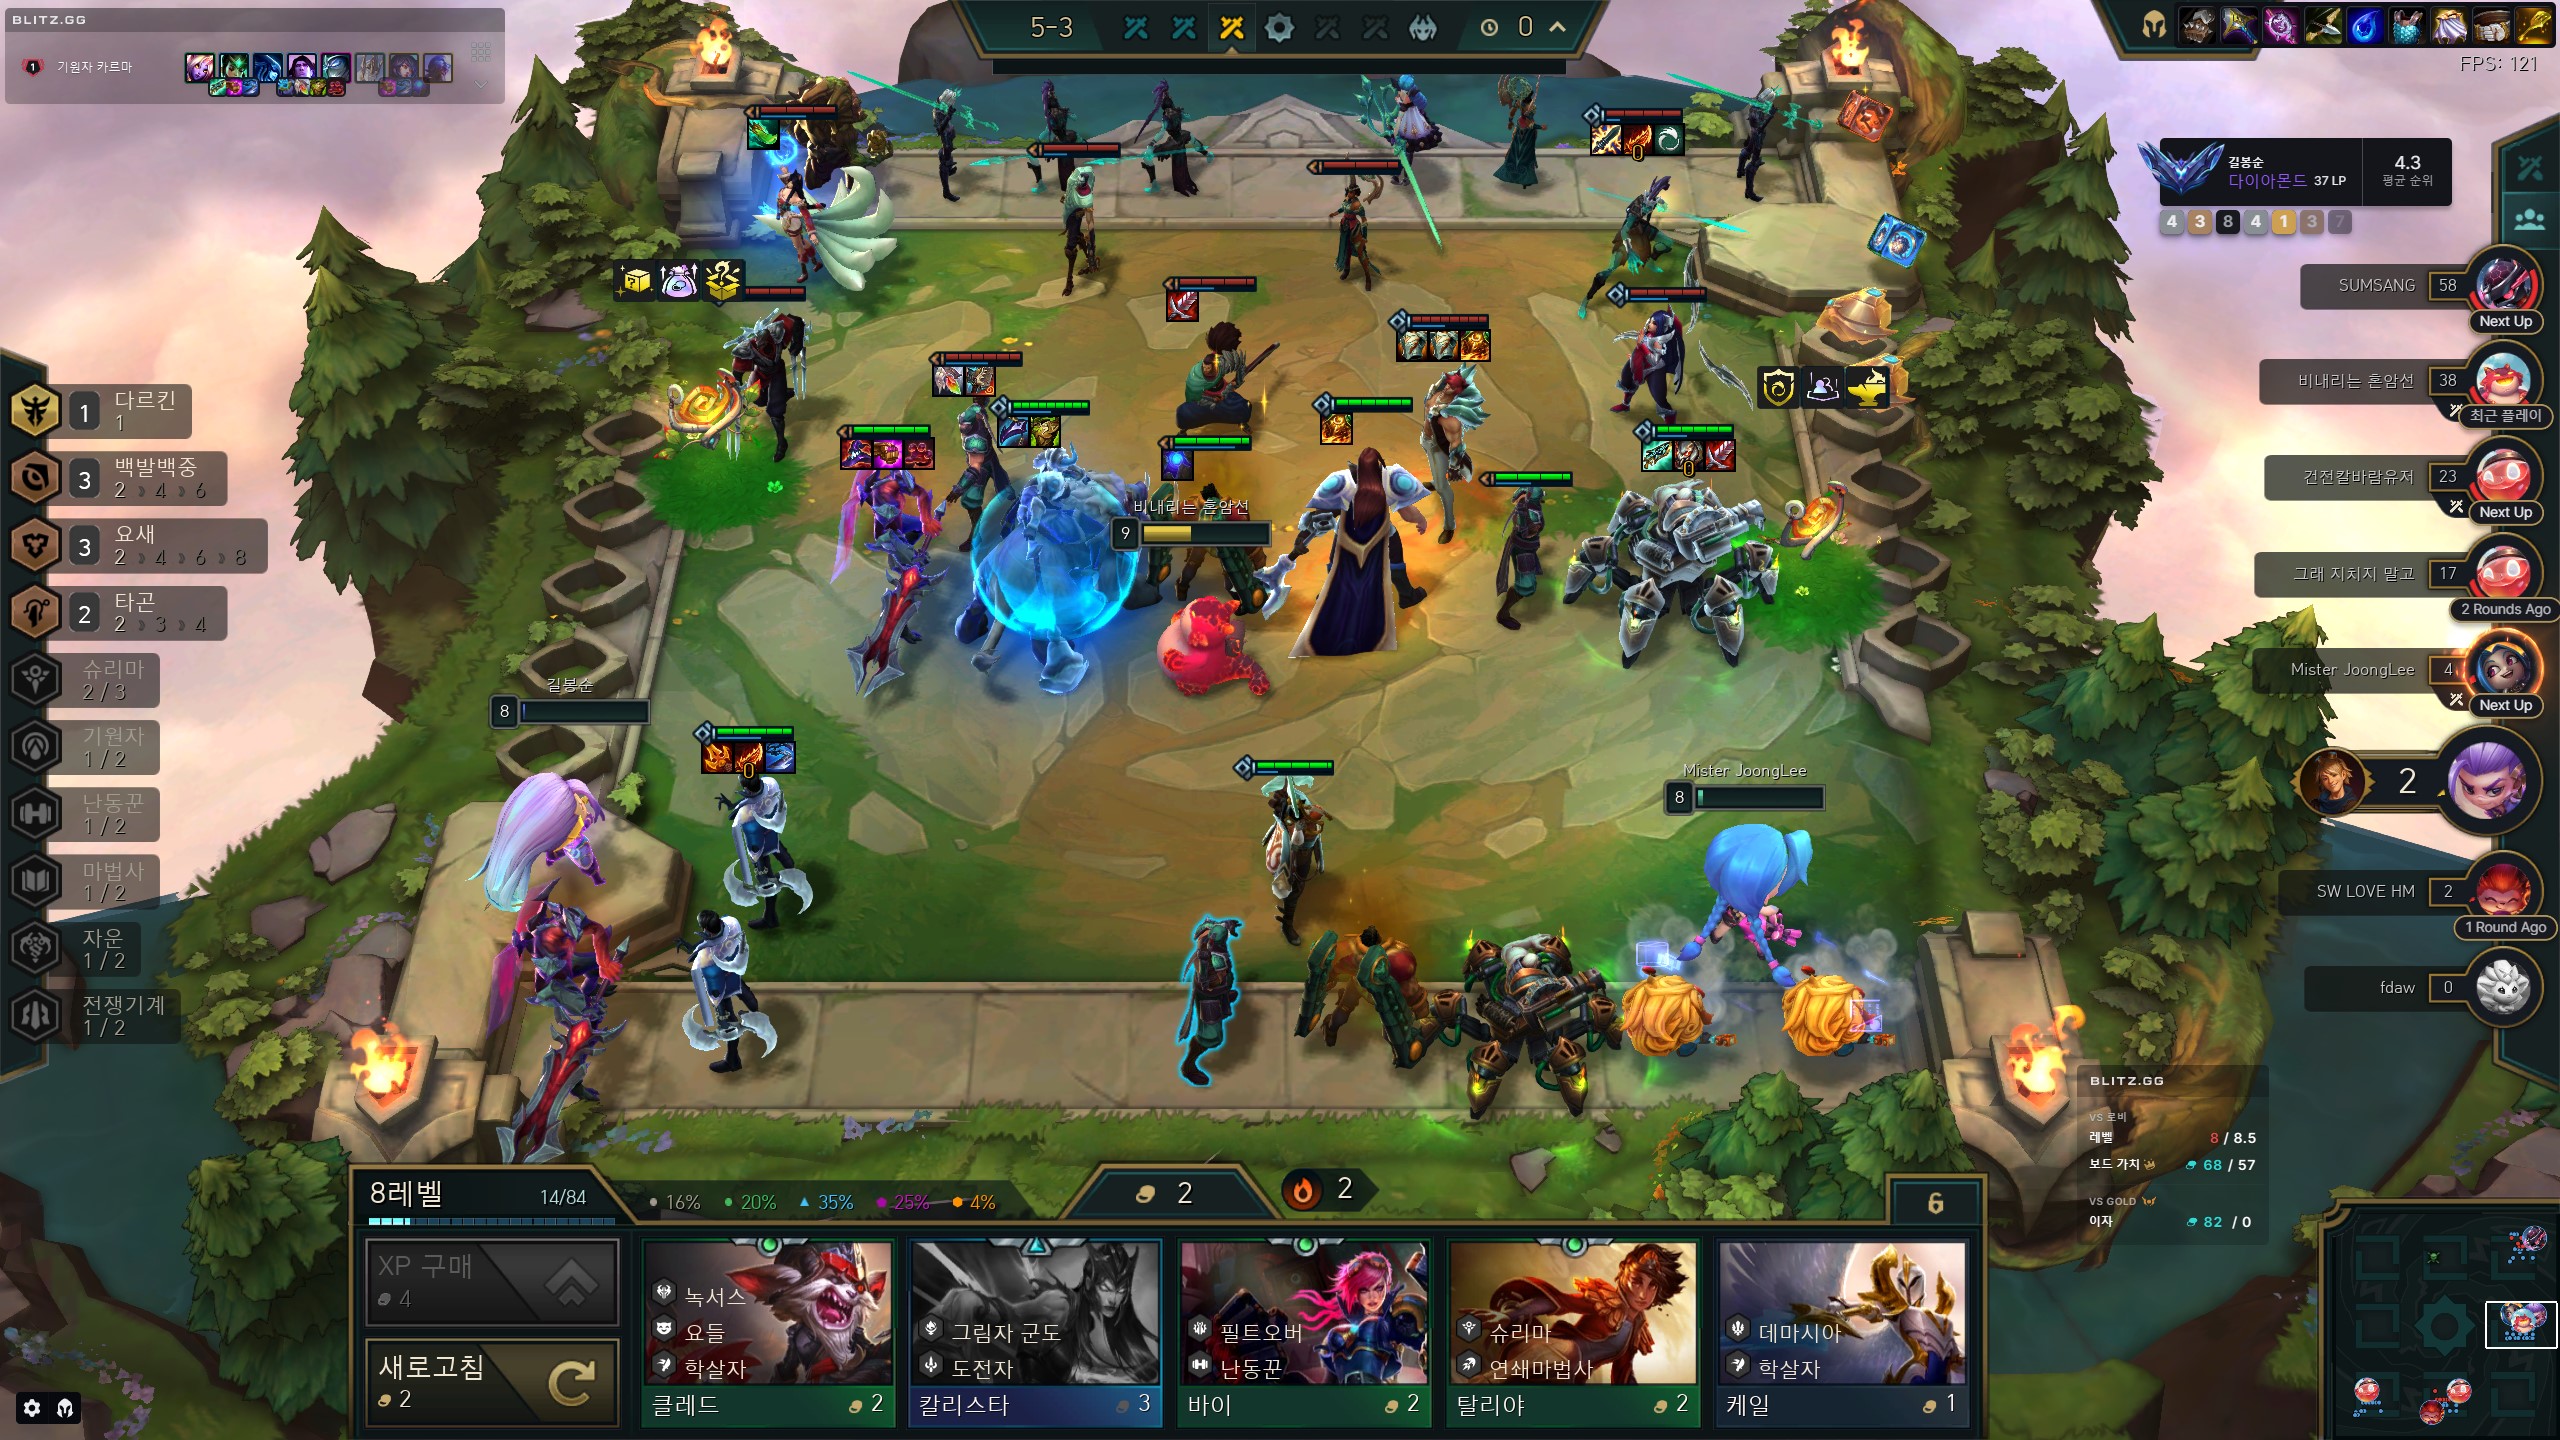 BLITZ.GG
1 기원자 카르마
5-3
0
FPS: 121
길봉순
다이아몬드 37 LP
4.3
평균 순위
4 3 8 4 1 3 7
SUMSANG 58
Next Up
비내리는 혼암션 38
최근 플레이
건전칼바람유저 23
Next Up
그래 지치지 말고 17
2 Rounds Ago
Mister JoongLee 4
Next Up
2
SW LOVE HM 2
1 Round Ago
fdaw 0
1 다르킨
1
3 백발백중
2 › 4 › 6
3 요새
2 › 4 › 6 › 8
2 타곤
2 › 3 › 4
슈리마
2 / 3
기원자
1 / 2
난동꾼
1 / 2
마법사
1 / 2
자운
1 / 2
전쟁기계
1 / 2
0
비내리는 혼암션
9
0
길봉순
8
0
Mister JoongLee
8
BLITZ.GG
VS 로비
레벨 8 / 8.5
보드 가치 68 / 57
VS GOLD
이자 82 / 0
8레벨 14/84
16% 20% 35% 25% 4%
2
2
6
XP 구매
4
새로고침
2
녹서스
요들
학살자
클레드 2
그림자 군도
도전자
칼리스타 3
필트오버
난동꾼
바이 2
슈리마
연쇄마법사
탈리야 2
데마시아
학살자
케일 1